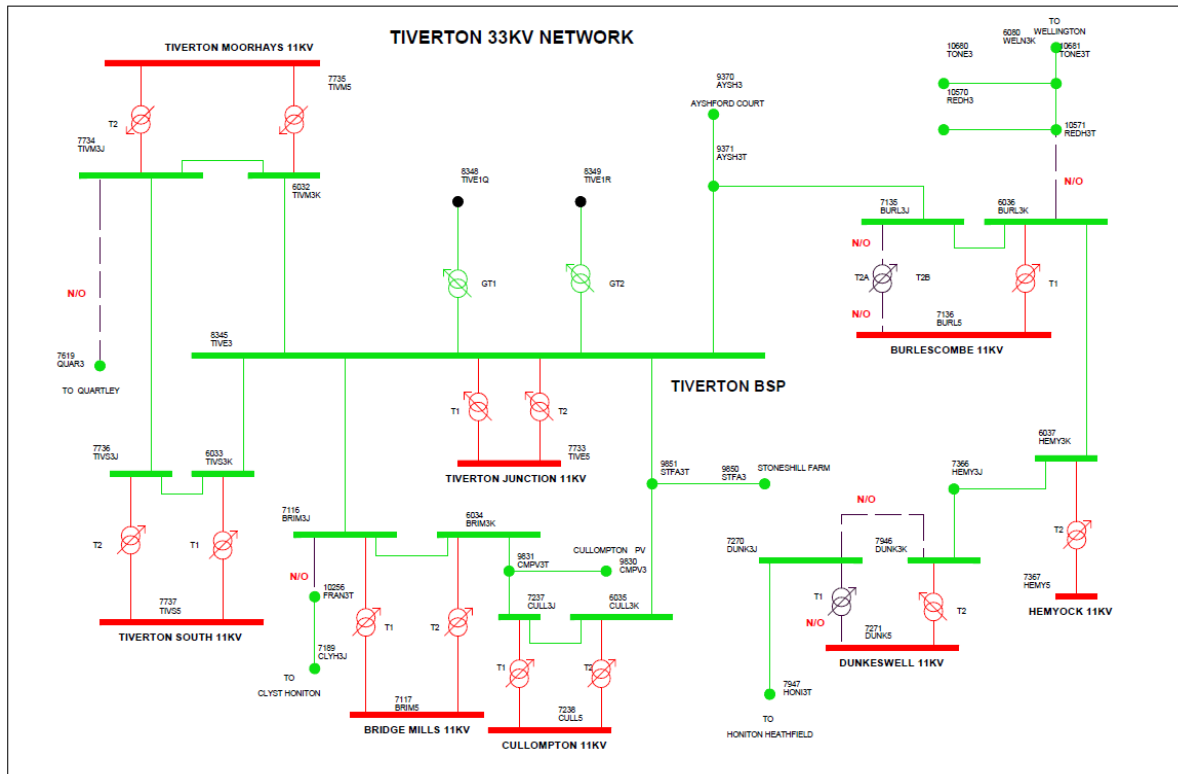 TIVERTON 33KV NETWORK
TIVERTON MOORHAYS 11KV
7735
TIVM5
T2
7734
TIVM3J
6032
TIVM3K
N/O
7619
QUAR3
TO QUARTLEY
8348
TIVE1Q
8349
TIVE1R
GT1
GT2
8345
TIVE3
TIVERTON BSP
T1
T2
7733
TIVE5
TIVERTON JUNCTION 11KV
9370
AYSH3
AYSHFORD COURT
9371
AYSH3T
TO
WELLINGTON
6080
WELN3K
10680
TONE3
10681
TONE3T
10570
REDH3
10571
REDH3T
N/O
7135
BURL3J
6036
BURL3K
N/O
T2A
T2B
T1
N/O
7136
BURL5
BURLESCOMBE 11KV
7736
TIVS3J
6033
TIVS3K
T2
T1
7737
TIVS5
TIVERTON SOUTH 11KV
7116
BRIM3J
6034
BRIM3K
N/O
10256
FRAN3T
7189
CLYH3J
TO
CLYST HONITON
T1
T2
7117
BRIM5
BRIDGE MILLS 11KV
9831
CMPV3T
CULLOMPTON PV
9830
CMPV3
7237
CULL3J
6035
CULL3K
T1
T2
7238
CULL5
CULLOMPTON 11KV
9851
STFA3T
9850
STFA3
STONESHILL FARM
6037
HEMY3K
7366
HEMY3J
T2
7367
HEMY5
HEMYOCK 11KV
N/O
7270
DUNK3J
7946
DUNK3K
T1
N/O
T2
7271
DUNK5
DUNKESWELL 11KV
7947
HONI3T
TO
HONITON HEATHFIELD